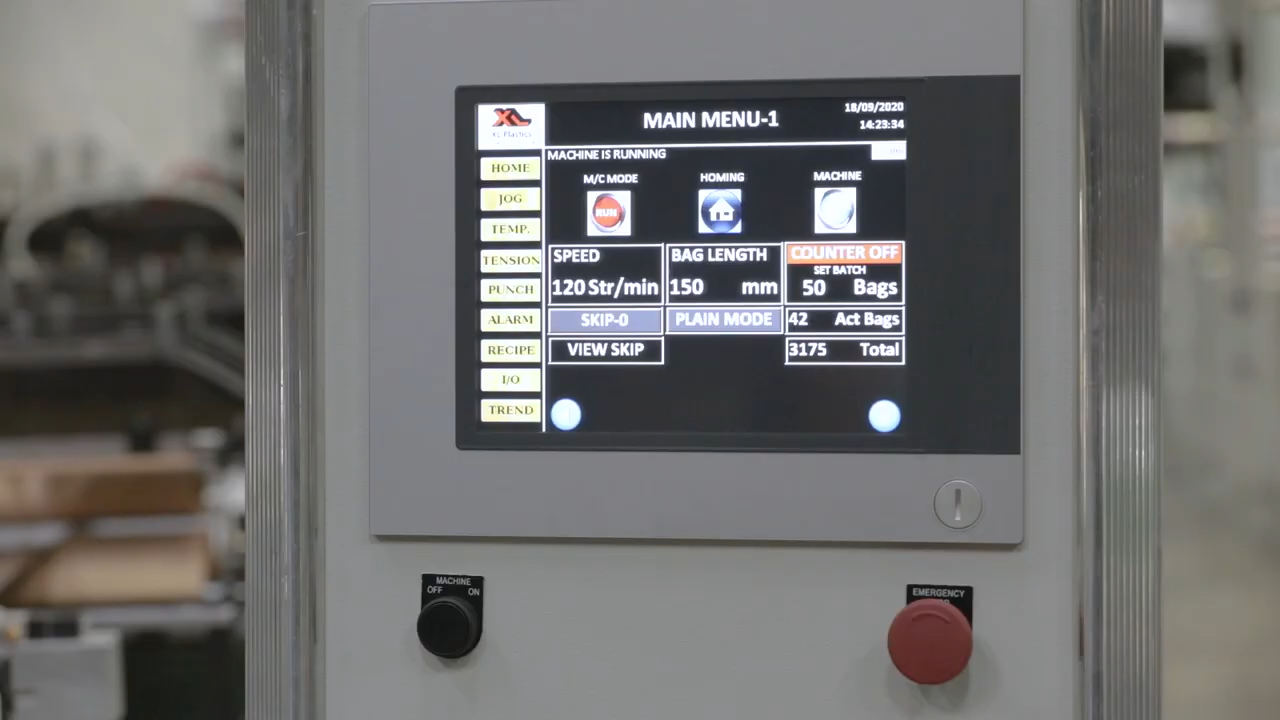 XL
XL Plastics
MAIN MENU-1
18/09/2020
14:23:34
MACHINE IS RUNNING
HOME
JOG
TEMP.
TENSION
PUNCH
ALARM
RECIPE
I/O
TREND
M/C MODE
HOMING
MACHINE
RUN
SPEED
120 Str/min
BAG LENGTH
150 mm
COUNTER OFF
SET BATCH
50 Bags
SKIP-0
PLAIN MODE
42 Act Bags
VIEW SKIP
3175 Total
MACHINE
OFF ON
EMERGENCY